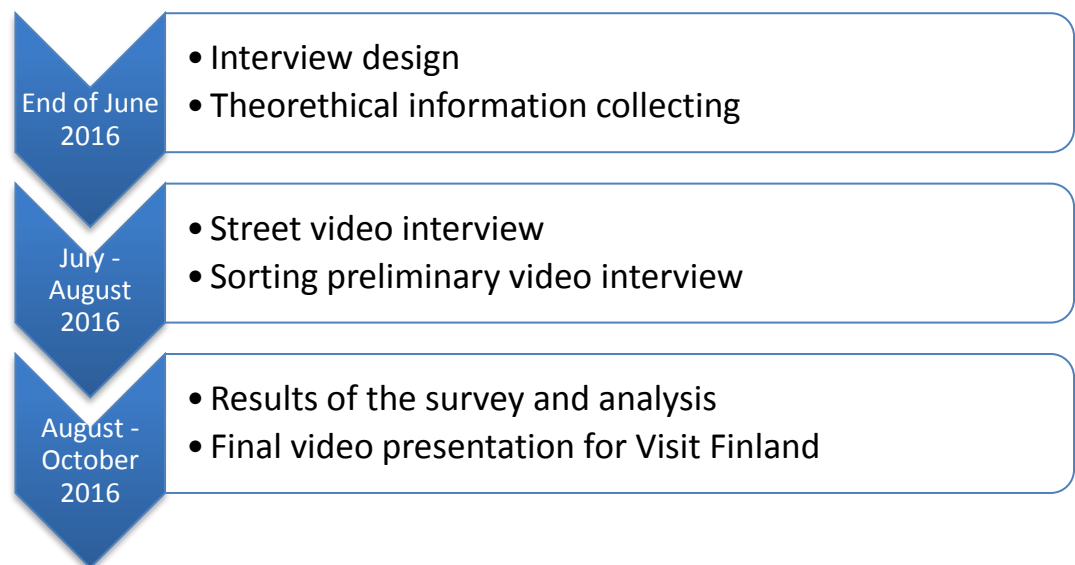 End of June
2016
• Interview design
• Theorethical information collecting
July -
August
2016
• Street video interview
• Sorting preliminary video interview
August -
October
2016
• Results of the survey and analysis
• Final video presentation for Visit Finland